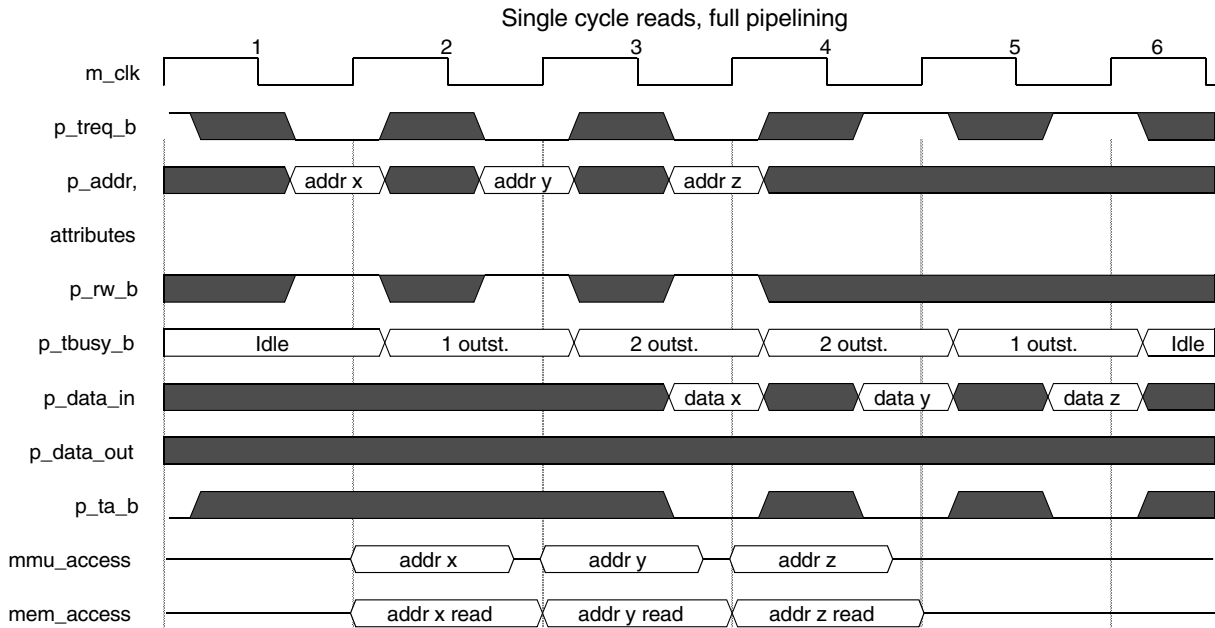 Single cycle reads, full pipelining
1 2 3 4 5 6
m_clk
p_treq_b
p_addr, addr x addr y addr z
attributes
p_rw_b
p_tbusy_b Idle 1 outst. 2 outst. 2 outst. 1 outst. Idle
p_data_in data x data y data z
p_data_out
p_ta_b
mmu_access addr x addr y addr z
mem_access addr x read addr y read addr z read